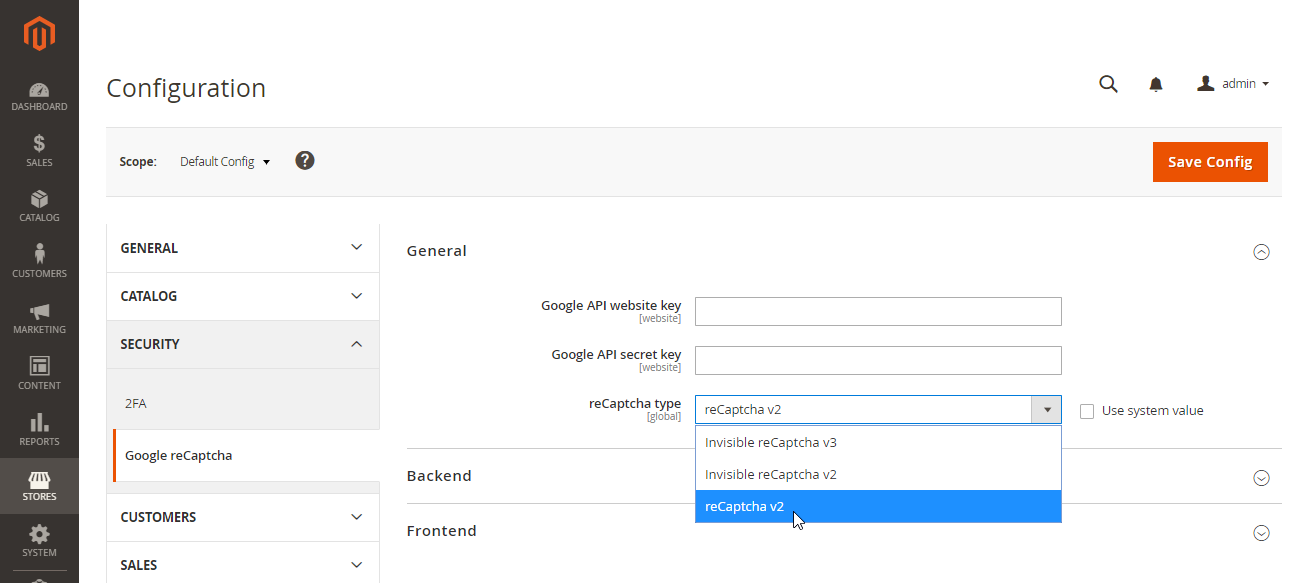 Configuration
admin
Scope:
Default Config
?
Save Config
DASHBOARD
$
SALES
CATALOG
CUSTOMERS
MARKETING
CONTENT
REPORTS
STORES
SYSTEM
GENERAL
CATALOG
SECURITY
2FA
Google reCaptcha
CUSTOMERS
SALES
General
Google API website key
[website]
Google API secret key
[website]
reCaptcha type
[global]
reCaptcha v2
Use system value
Invisible reCaptcha v3
Invisible reCaptcha v2
reCaptcha v2
Backend
Frontend